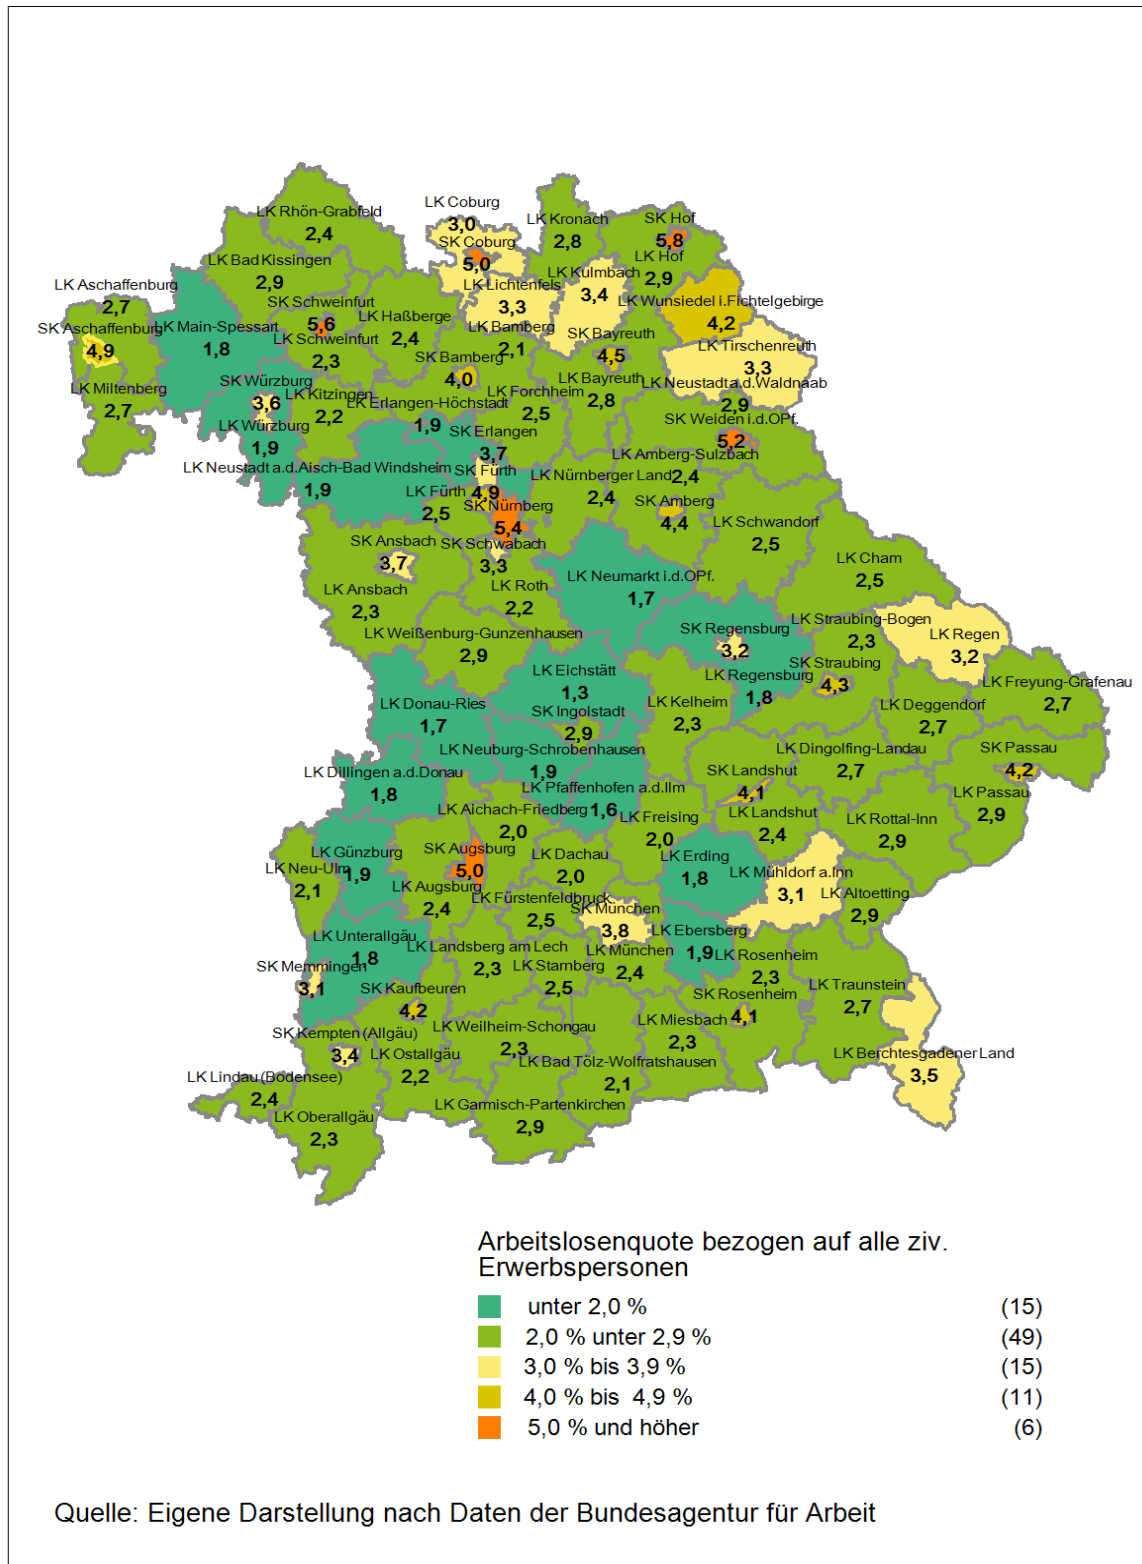 LK Coburg
3,0
LK Rhön-Grabfeld
2,4
LK Kronach
2,8
SK Hof
5,8
SK Coburg
5,0
LK Hof
2,9
LK Bad Kissingen
2,9
LK Kulmbach
3,4
LK Aschaffenburg
2,7
LK Lichtenfels
3,3
LK Wunsiedel i.Fichtelgebirge
4,2
SK Schweinfurt
5,6
LK Haßberge
2,4
SK Aschaffenburg
4,9
LK Main-Spessart
1,8
LK Schweinfurt
2,3
LK Bamberg
2,1
SK Bayreuth
4,5
LK Tirschenreuth
3,3
SK Bamberg
4,0
LK Miltenberg
2,7
SK Würzburg
3,6
LK Kitzingen
2,2
LK Erlangen-Höchstadt
1,9
LK Forchheim
2,5
LK Bayreuth
2,8
LK Neustadt a.d.Waldnaab
2,9
LK Würzburg
1,9
SK Erlangen
3,7
SK Weiden i.d.OPf.
5,2
LK Neustadt a.d.Aisch-Bad Windsheim
1,9
SK Fürth
4,9
LK Nürnberger Land
2,4
LK Amberg-Sulzbach
2,4
LK Fürth
2,5
SK Nürnberg
5,4
SK Amberg
4,4
LK Schwandorf
2,5
SK Ansbach
3,7
SK Schwabach
3,3
LK Cham
2,5
LK Ansbach
2,3
LK Roth
2,2
LK Neumarkt i.d.OPf.
1,7
LK Weißenburg-Gunzenhausen
2,9
SK Regensburg
3,2
LK Straubing-Bogen
2,3
LK Regen
3,2
LK Eichstätt
1,3
LK Regensburg
1,8
SK Straubing
4,3
LK Freyung-Grafenau
2,7
LK Donau-Ries
1,7
SK Ingolstadt
2,9
LK Kelheim
2,3
LK Deggendorf
2,7
LK Neuburg-Schrobenhausen
1,9
LK Dingolfing-Landau
2,7
SK Passau
4,2
LK Dillingen a.d.Donau
1,8
LK Pfaffenhofen a.d.Ilm
1,6
SK Landshut
4,1
LK Passau
2,9
LK Aichach-Friedberg
2,0
LK Freising
2,0
LK Landshut
2,4
LK Rottal-Inn
2,9
LK Günzburg
1,9
SK Augsburg
5,0
LK Dachau
2,0
LK Erding
1,8
LK Neu-Ulm
2,1
LK Mühldorf a.Inn
3,1
LK Augsburg
2,4
LK Fürstenfeldbruck
2,5
SK München
3,8
LK Altoetting
2,9
LK Unterallgäu
1,8
LK Landsberg am Lech
2,3
LK München
2,4
LK Ebersberg
1,9
LK Rosenheim
2,3
SK Memmingen
3,1
LK Starnberg
2,5
LK Traunstein
2,7
SK Kaufbeuren
4,2
SK Rosenheim
4,1
SK Kempten (Allgäu)
3,4
LK Weilheim-Schongau
2,3
LK Miesbach
2,3
LK Ostallgäu
2,2
LK Bad Tölz-Wolfratshausen
2,1
LK Berchtesgadener Land
3,5
LK Lindau (Bodensee)
2,4
LK Oberallgäu
2,3
LK Garmisch-Partenkirchen
2,9
Arbeitslosenquote bezogen auf alle ziv.
Erwerbspersonen
unter 2,0 % (15)
2,0 % unter 2,9 % (49)
3,0 % bis 3,9 % (15)
4,0 % bis 4,9 % (11)
5,0 % und höher (6)
Quelle: Eigene Darstellung nach Daten der Bundesagentur für Arbeit